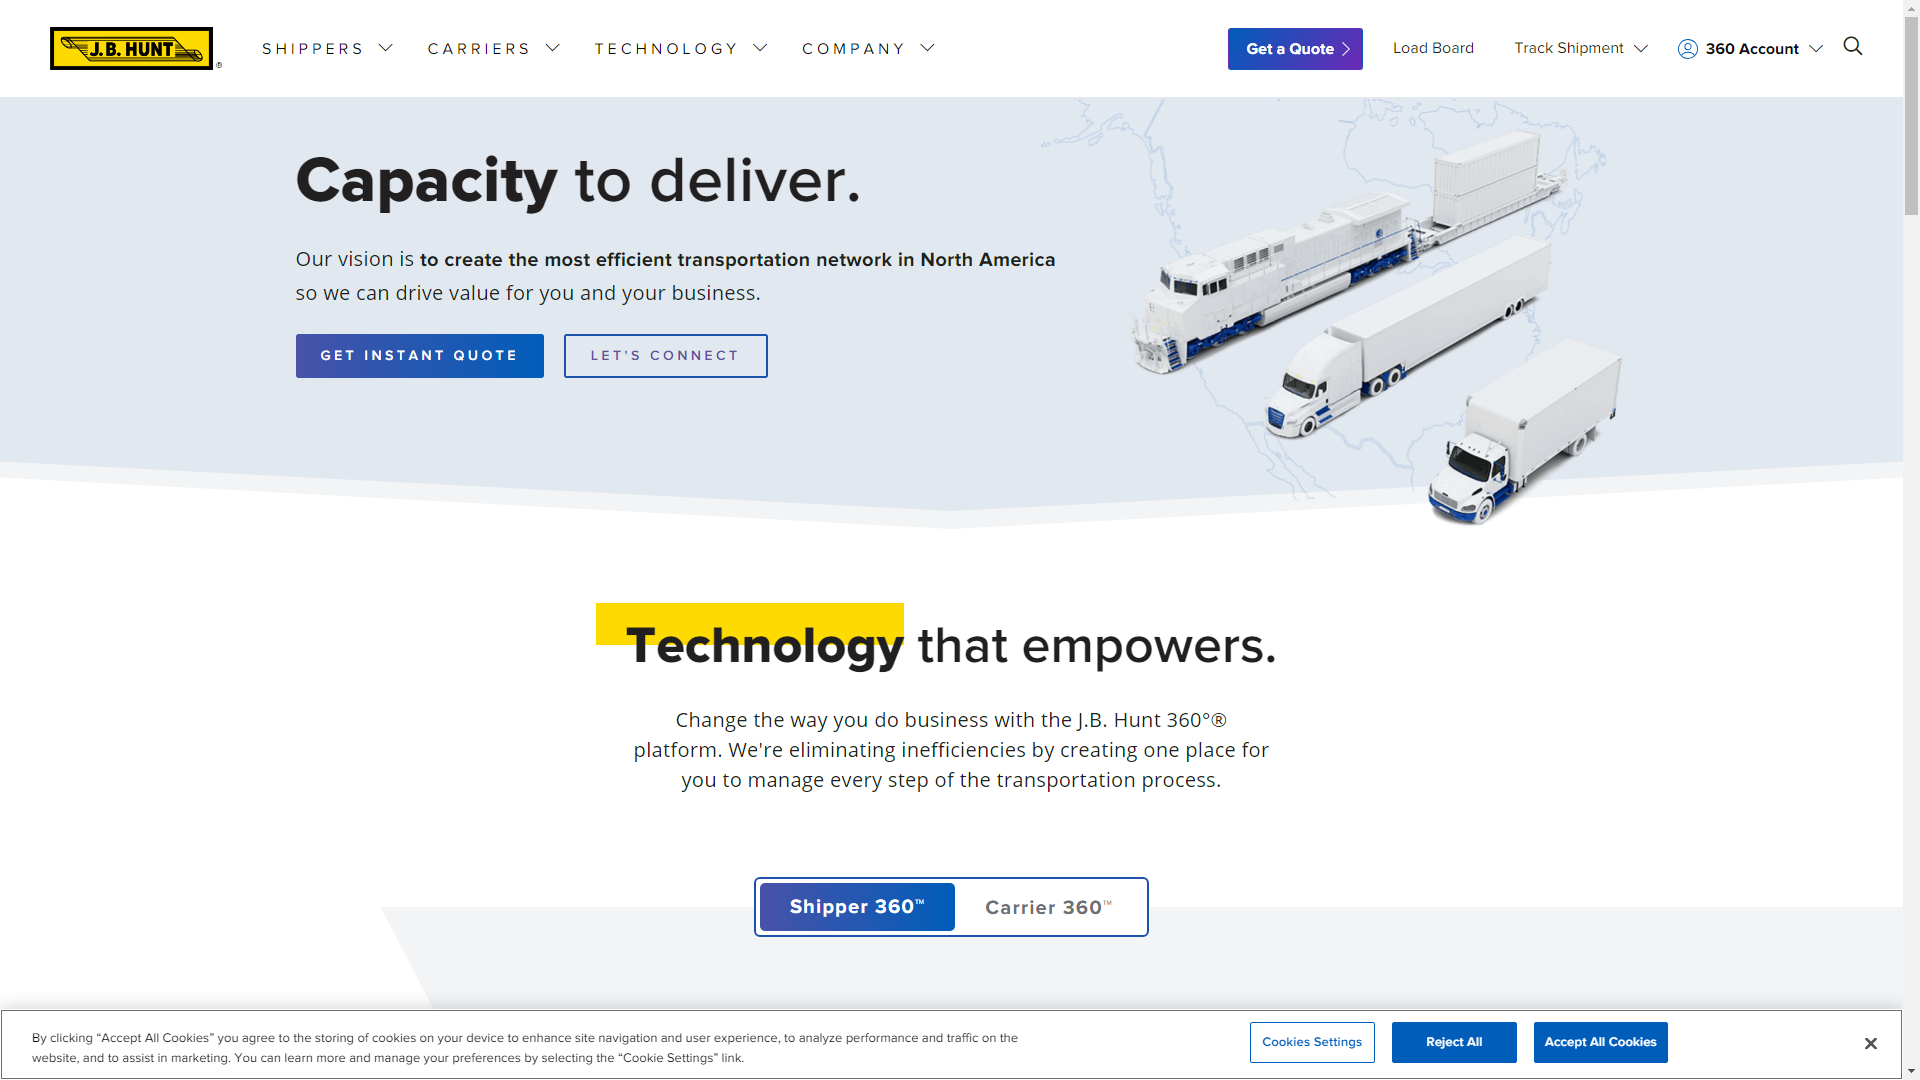 J.B. HUNT ®
SHIPPERS
CARRIERS
TECHNOLOGY
COMPANY
Get a Quote
Load Board
Track Shipment
360 Account
Capacity to deliver.
Our vision is to create the most efficient transportation network in North America
so we can drive value for you and your business.
GET INSTANT QUOTE
LET'S CONNECT
Technology that empowers.
Change the way you do business with the J.B. Hunt 360°®
platform. We're eliminating inefficiencies by creating one place for
you to manage every step of the transportation process.
Shipper 360™
Carrier 360™
By clicking “Accept All Cookies” you agree to the storing of cookies on your device to enhance site navigation and user experience, to analyze performance and traffic on the
website, and to assist in marketing. You can learn more and manage your preferences by selecting the “Cookie Settings” link.
Cookies Settings
Reject All
Accept All Cookies